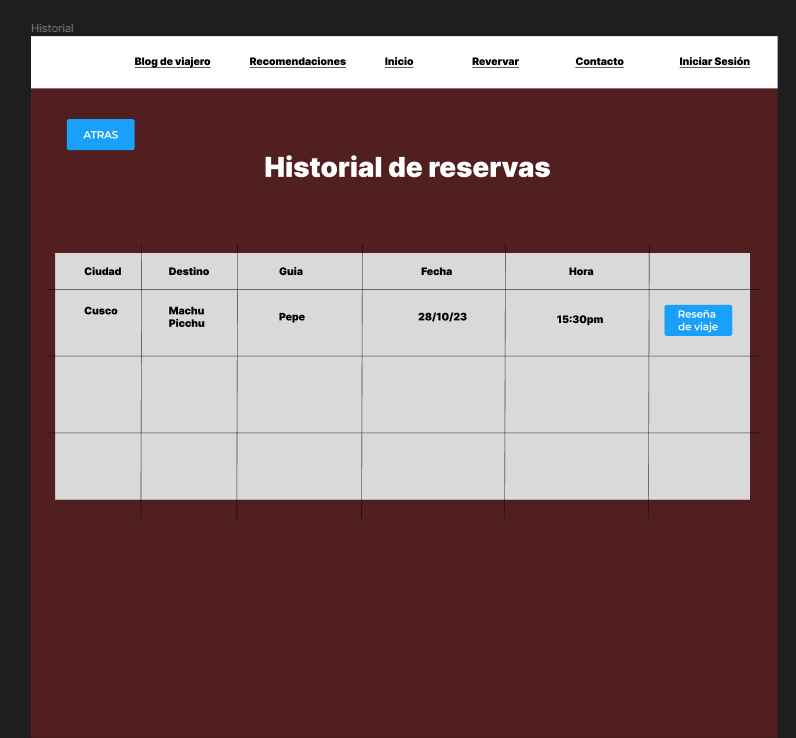 Historial
Blog de viajero Recomendaciones Inicio Revervar Contacto Iniciar Sesión
ATRAS
Historial de reservas
Ciudad Destino Guia Fecha Hora
Cusco Machu Picchu Pepe 28/10/23 15:30pm Reseña de viaje